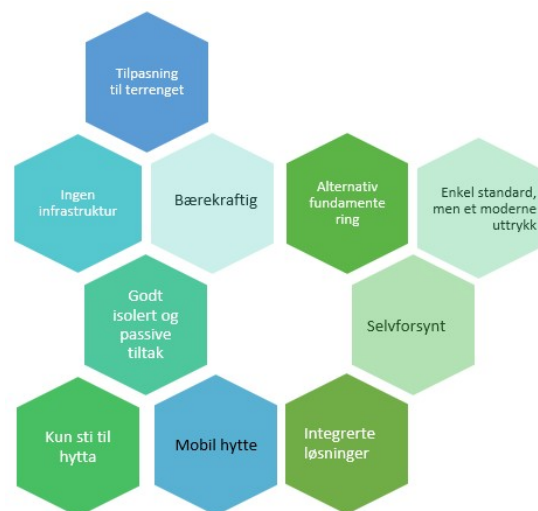 Tilpasning
til terrenget
Ingen
infrastruktur
Bærekraftig
Alternativ
fundamente
ring
Enkel standard,
men et moderne
uttrykk
Godt
isolert og
passive
tiltak
Selvforsynt
Kun sti til
hytta
Mobil hytte
Integrerte
løsninger